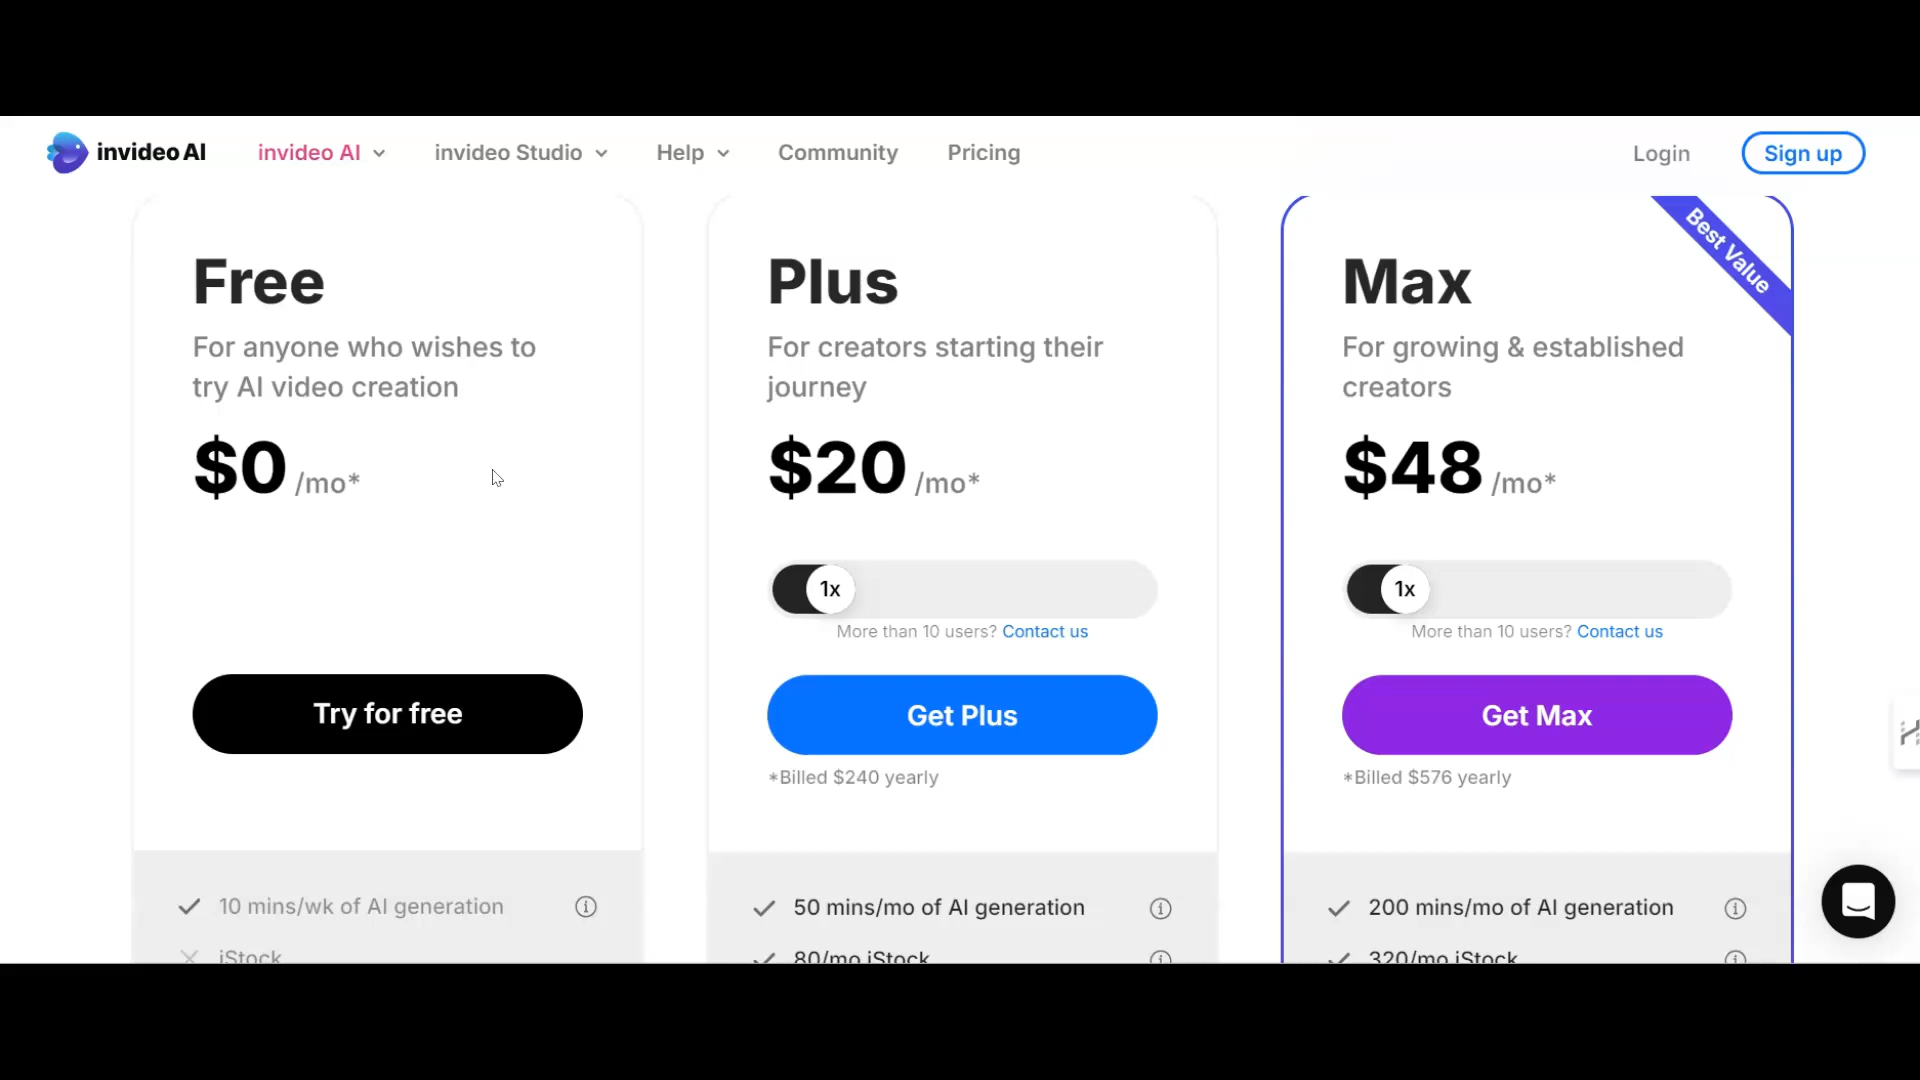 invideo AI
invideo AI
invideo Studio
Help
Community
Pricing
Login
Sign up
Free
For anyone who wishes to
try AI video creation
$0 /mo*
Try for free
10 mins/wk of AI generation
iStock
Plus
For creators starting their
journey
$20 /mo*
1x
More than 10 users? Contact us
Get Plus
*Billed $240 yearly
50 mins/mo of AI generation
80/mo iStock
Best Value
Max
For growing & established
creators
$48 /mo*
1x
More than 10 users? Contact us
Get Max
*Billed $576 yearly
200 mins/mo of AI generation
320/mo iStock